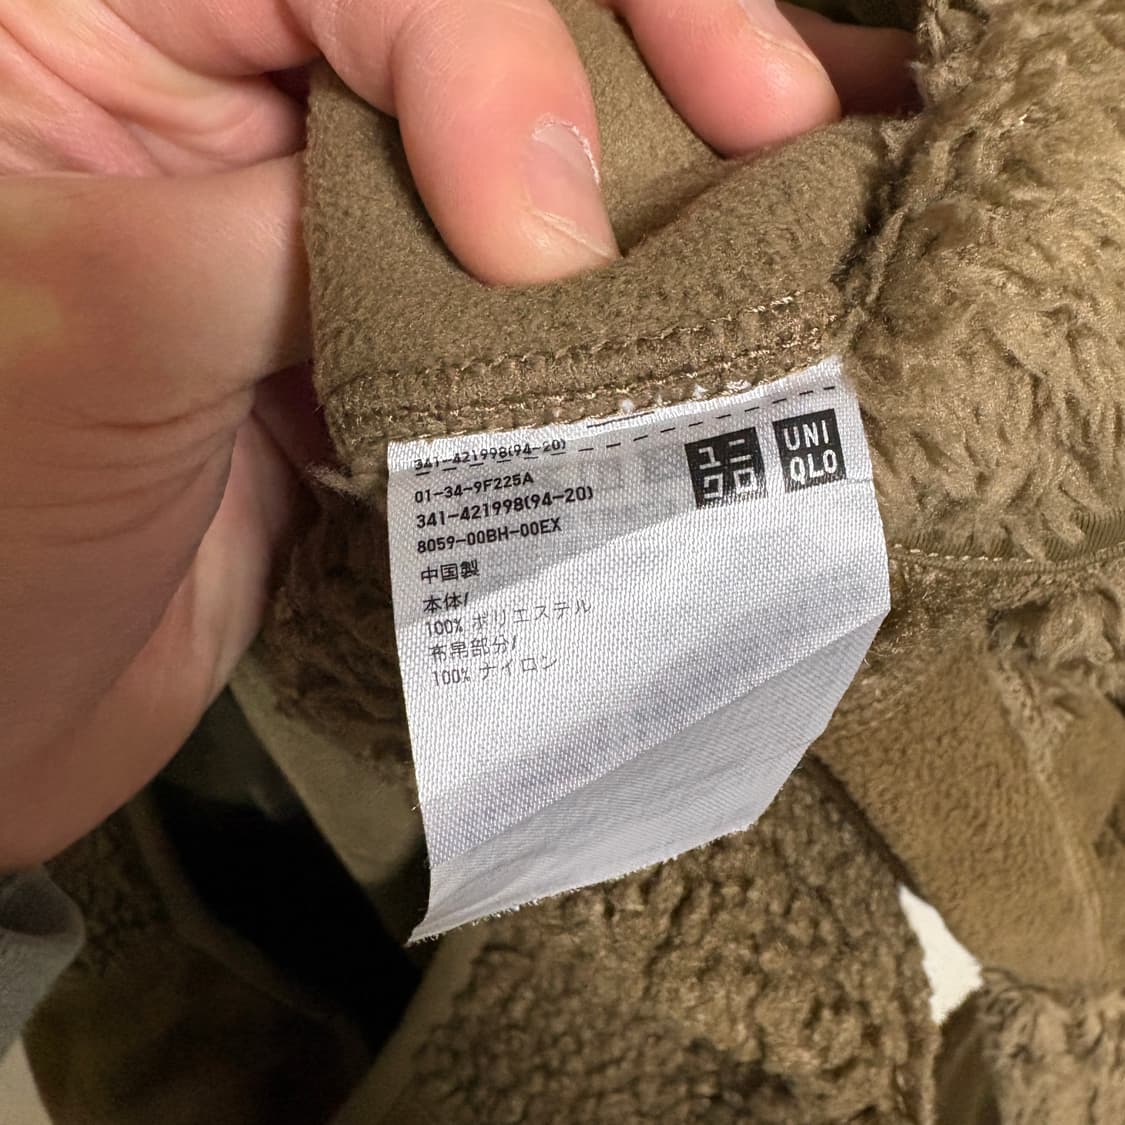 341-421998(94-20)
01-34-9F225A
341-421998(94-20)
8059-00BH-00EX
中国製
本体/
100% ポリエステル
布帛部分/
100% ナイロン
ユニ
クロ
UNI
QLO